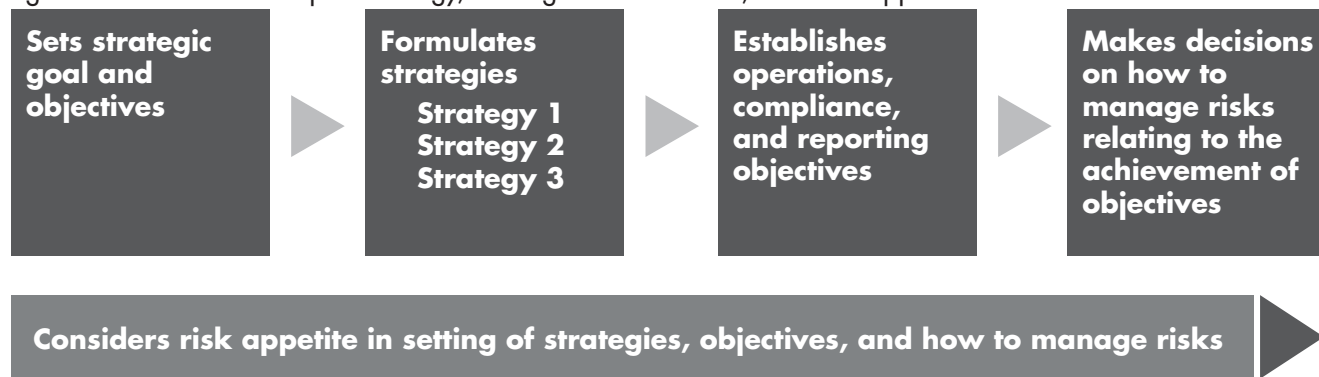 Sets strategic
goal and
objectives
Formulates
strategies
Strategy 1
Strategy 2
Strategy 3
Establishes
operations,
compliance,
and reporting
objectives
Makes decisions
on how to
manage risks
relating to the
achievement of
objectives
Considers risk appetite in setting of strategies, objectives, and how to manage risks